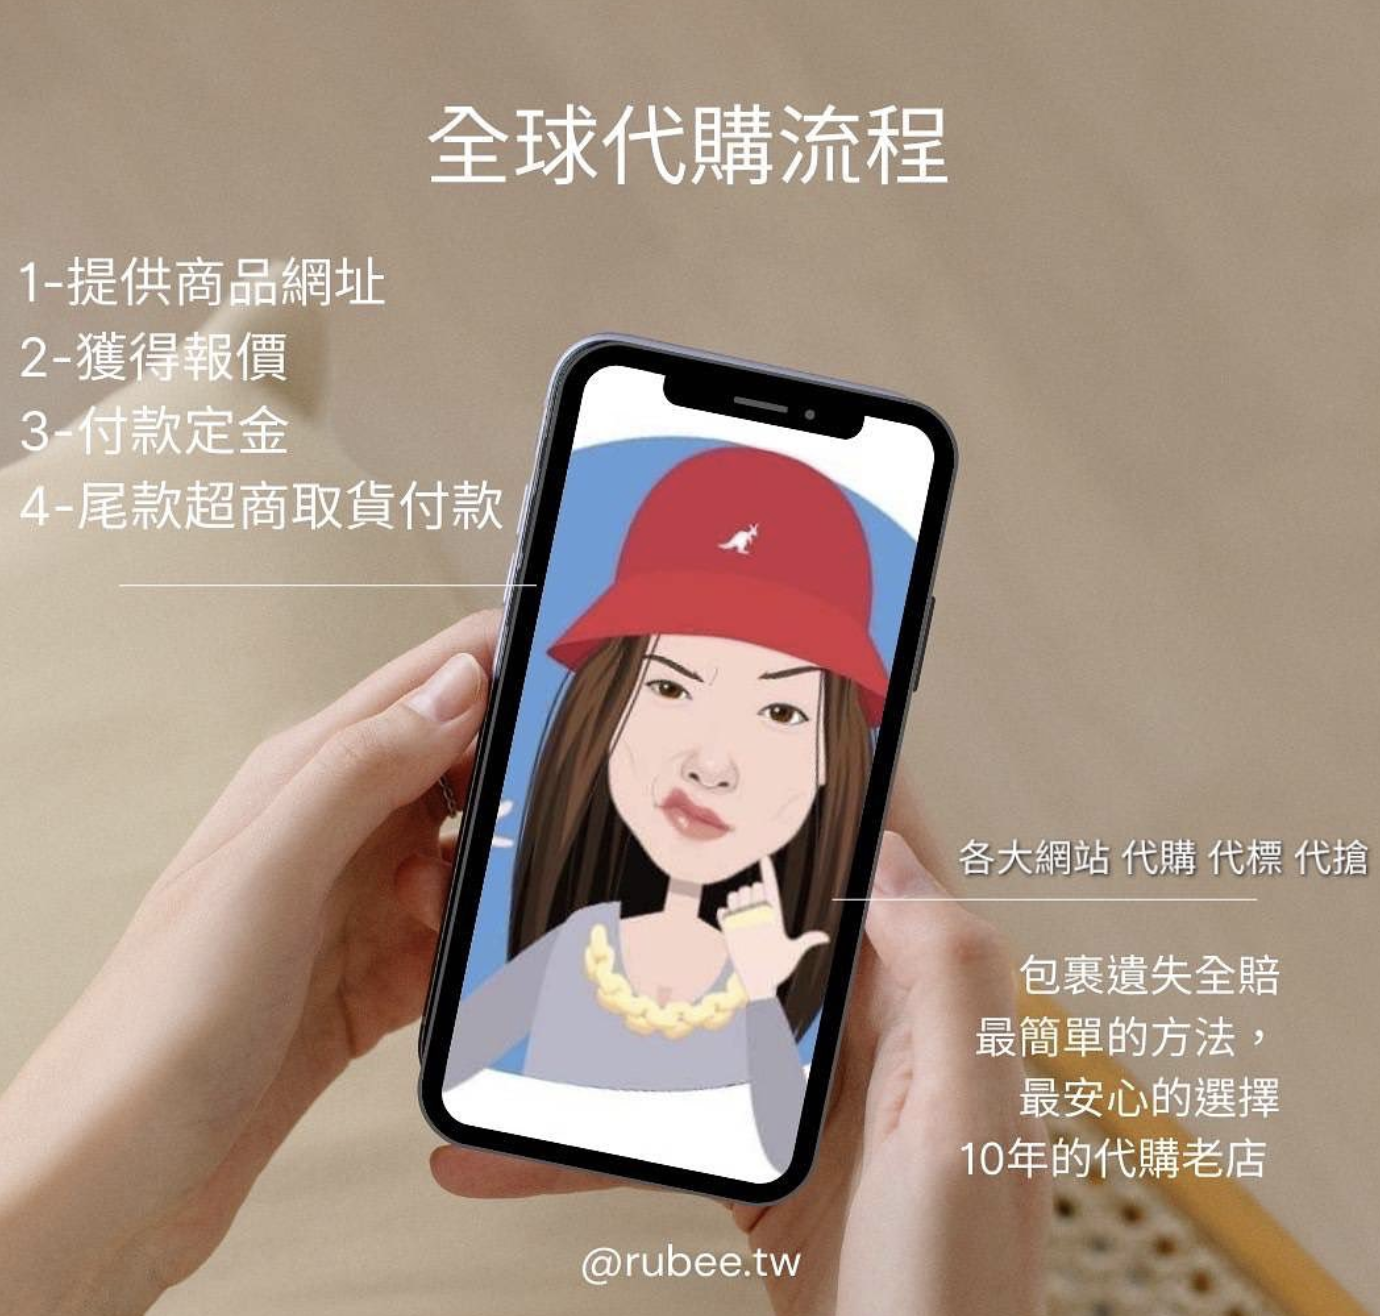 全球代購流程
1-提供商品網址
2-獲得報價
3-付款定金
4-尾款超商取貨付款
各大網站 代購 代標 代搶
包裹遺失全賠
最簡單的方法，
最安心的選擇
10年的代購老店
@rubee.tw